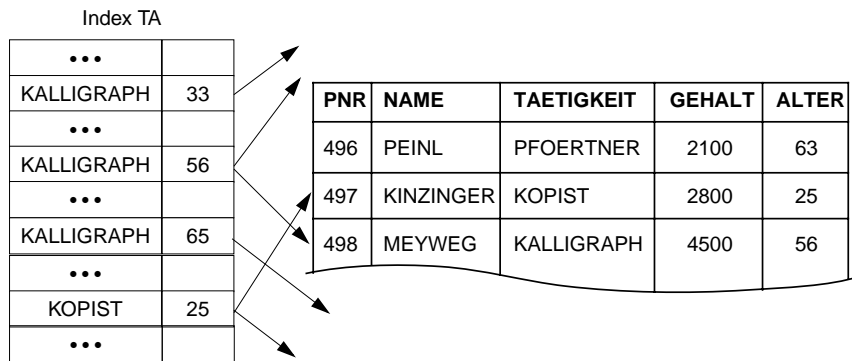 Index TA
•••
KALLIGRAPH 33
•••
KALLIGRAPH 56
•••
KALLIGRAPH 65
•••
KOPIST 25
•••
PNR NAME TAETIGKEIT GEHALT ALTER
496 PEINL PFOERTNER 2100 63
497 KINZINGER KOPIST 2800 25
498 MEYWEG KALLIGRAPH 4500 56